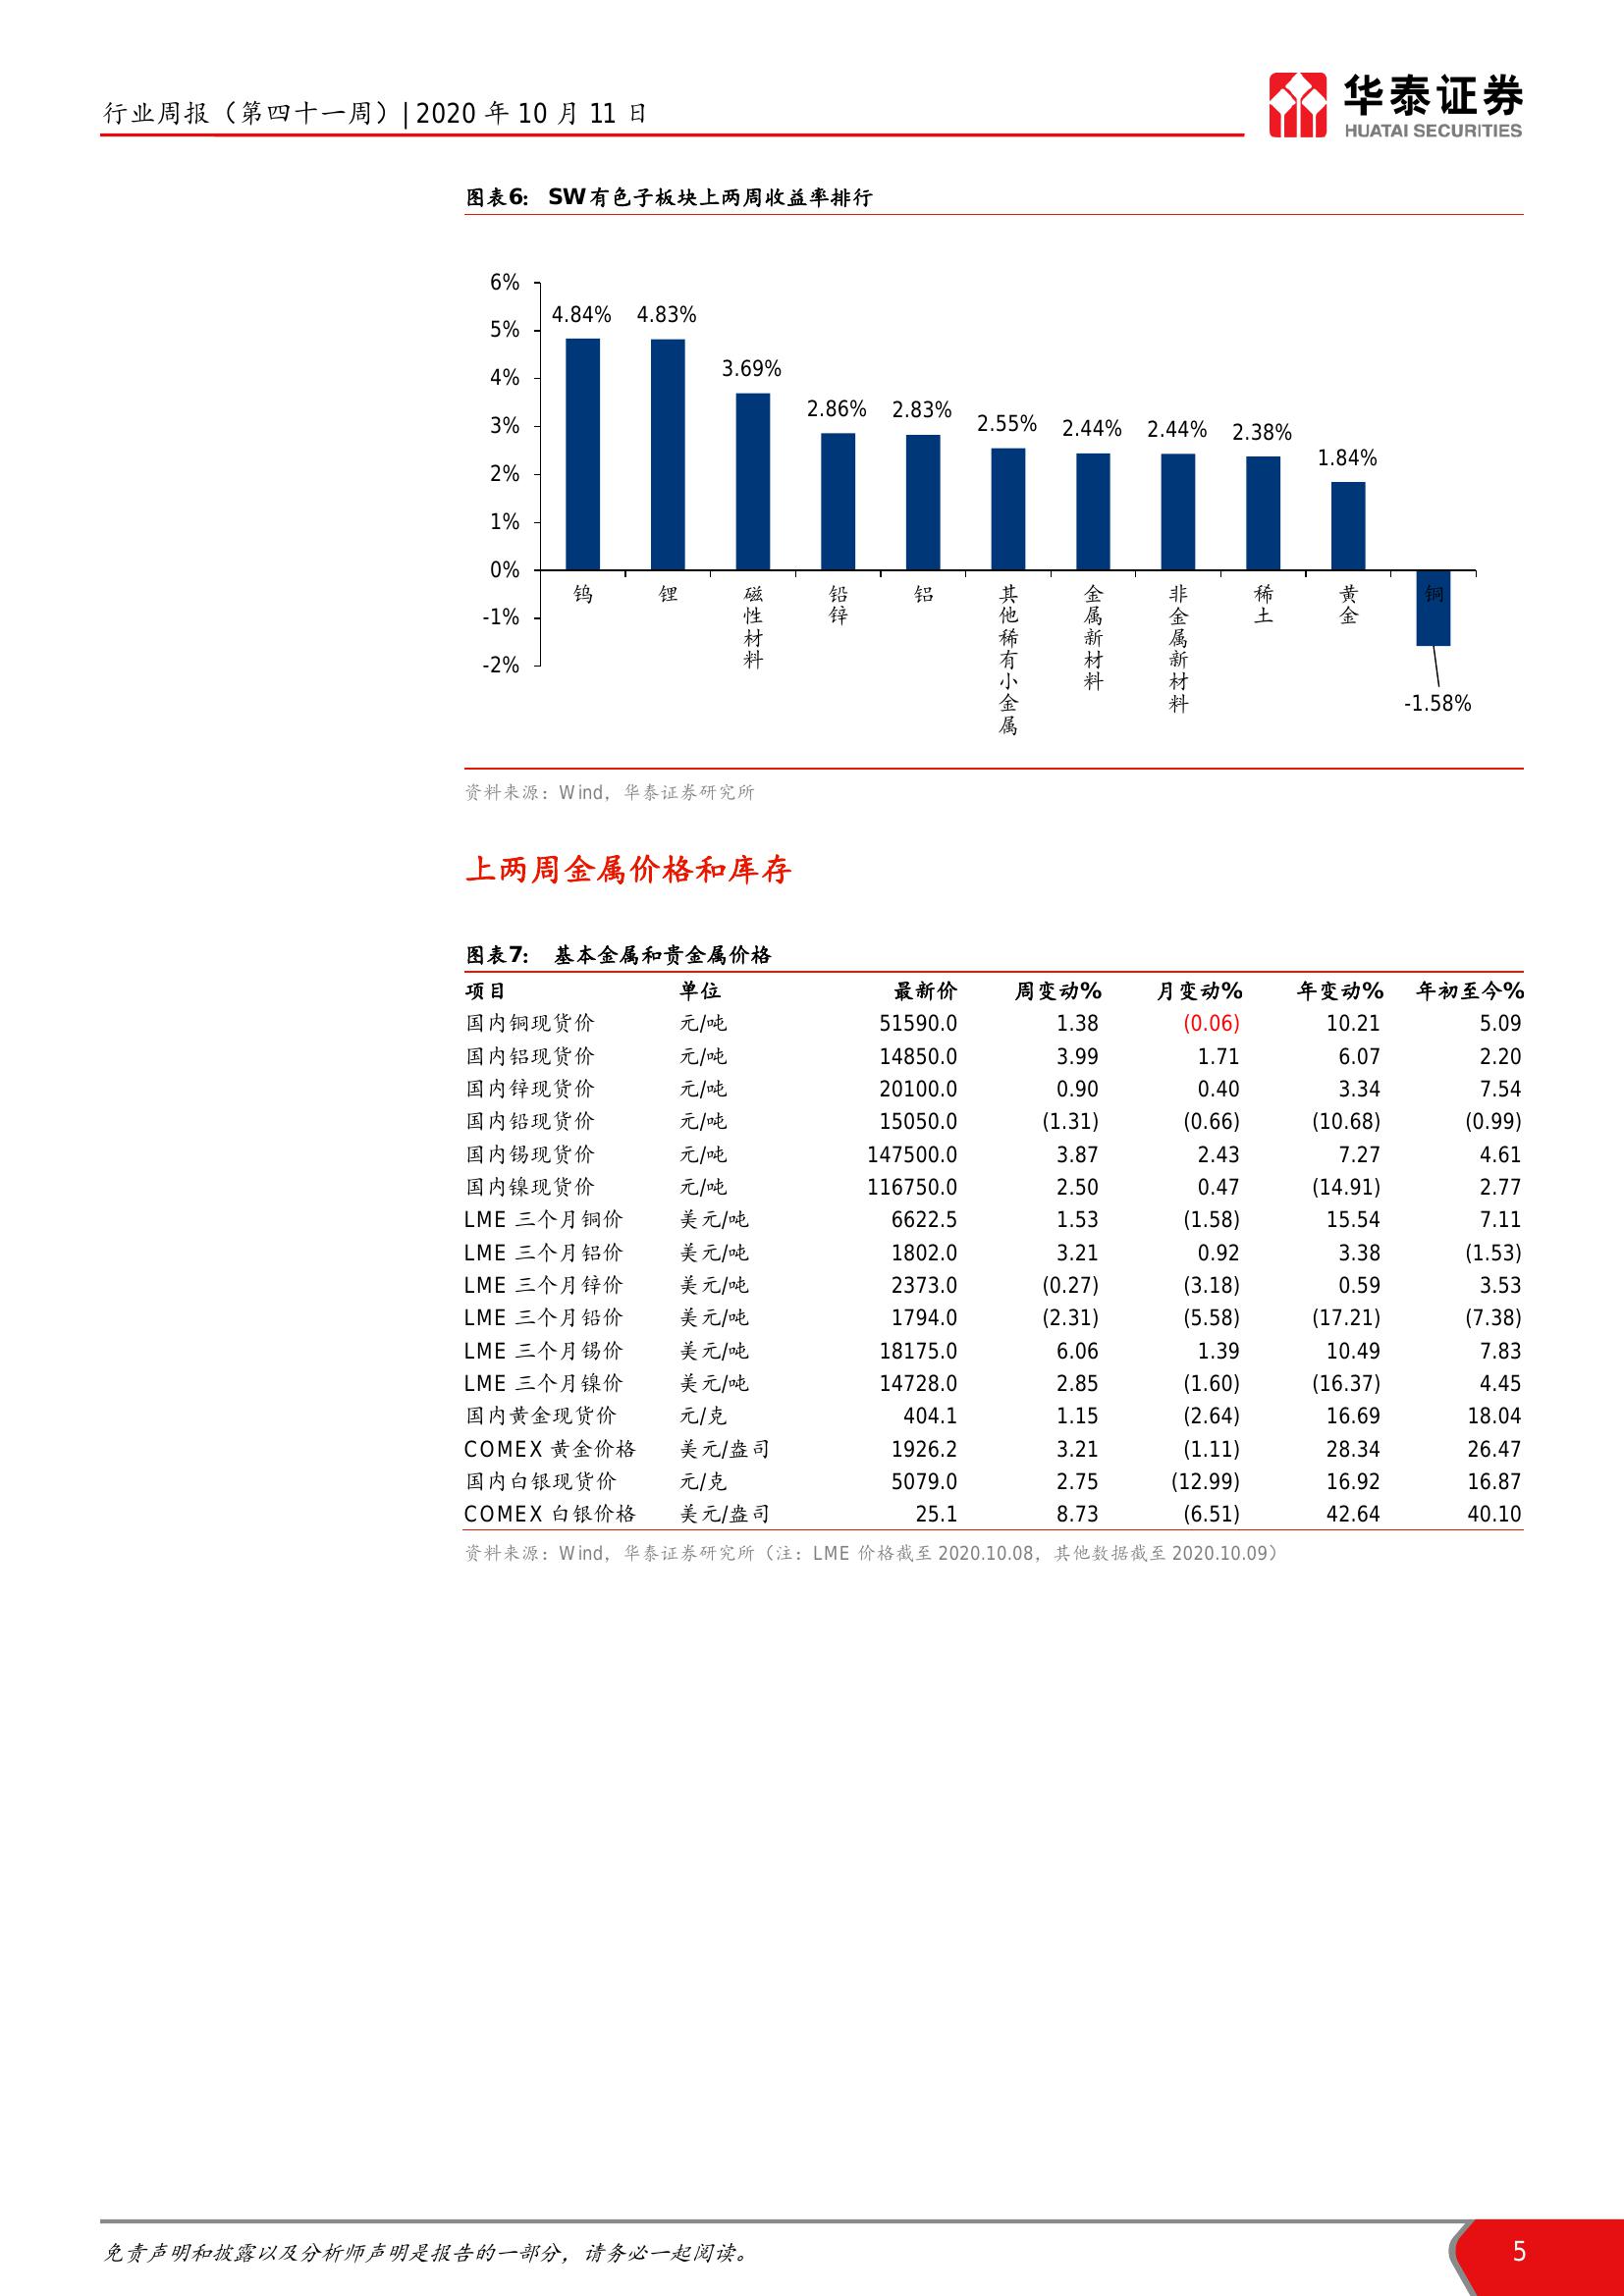 行业周报（第四十一周）| 2020 年 10 月 11 日
华泰证券
HUATAI SECURITIES
图表6： SW有色子板块上两周收益率排行
6%
5%
4%
3%
2%
1%
0%
-1%
-2%
4.84% 4.83% 3.69% 2.86% 2.83% 2.55% 2.44% 2.44% 2.38% 1.84% -1.58%
钨 锂 磁性材料 铅锌 铝 其他稀有小金属 金属新材料 非金属新材料 稀土 黄金 铜
资料来源：Wind，华泰证券研究所
上两周金属价格和库存
图表7： 基本金属和贵金属价格
项目 单位 最新价 周变动% 月变动% 年变动% 年初至今%
国内铜现货价 元/吨 51590.0 1.38 (0.06) 10.21 5.09
国内铝现货价 元/吨 14850.0 3.99 1.71 6.07 2.20
国内锌现货价 元/吨 20100.0 0.90 0.40 3.34 7.54
国内铅现货价 元/吨 15050.0 (1.31) (0.66) (10.68) (0.99)
国内锡现货价 元/吨 147500.0 3.87 2.43 7.27 4.61
国内镍现货价 元/吨 116750.0 2.50 0.47 (14.91) 2.77
LME 三个月铜价 美元/吨 6622.5 1.53 (1.58) 15.54 7.11
LME 三个月铝价 美元/吨 1802.0 3.21 0.92 3.38 (1.53)
LME 三个月锌价 美元/吨 2373.0 (0.27) (3.18) 0.59 3.53
LME 三个月铅价 美元/吨 1794.0 (2.31) (5.58) (17.21) (7.38)
LME 三个月锡价 美元/吨 18175.0 6.06 1.39 10.49 7.83
LME 三个月镍价 美元/吨 14728.0 2.85 (1.60) (16.37) 4.45
国内黄金现货价 元/克 404.1 1.15 (2.64) 16.69 18.04
COMEX 黄金价格 美元/盎司 1926.2 3.21 (1.11) 28.34 26.47
国内白银现货价 元/克 5079.0 2.75 (12.99) 16.92 16.87
COMEX 白银价格 美元/盎司 25.1 8.73 (6.51) 42.64 40.10
资料来源：Wind，华泰证券研究所（注：LME 价格截至 2020.10.08，其他数据截至 2020.10.09）
免责声明和披露以及分析师声明是报告的一部分，请务必一起阅读。
5